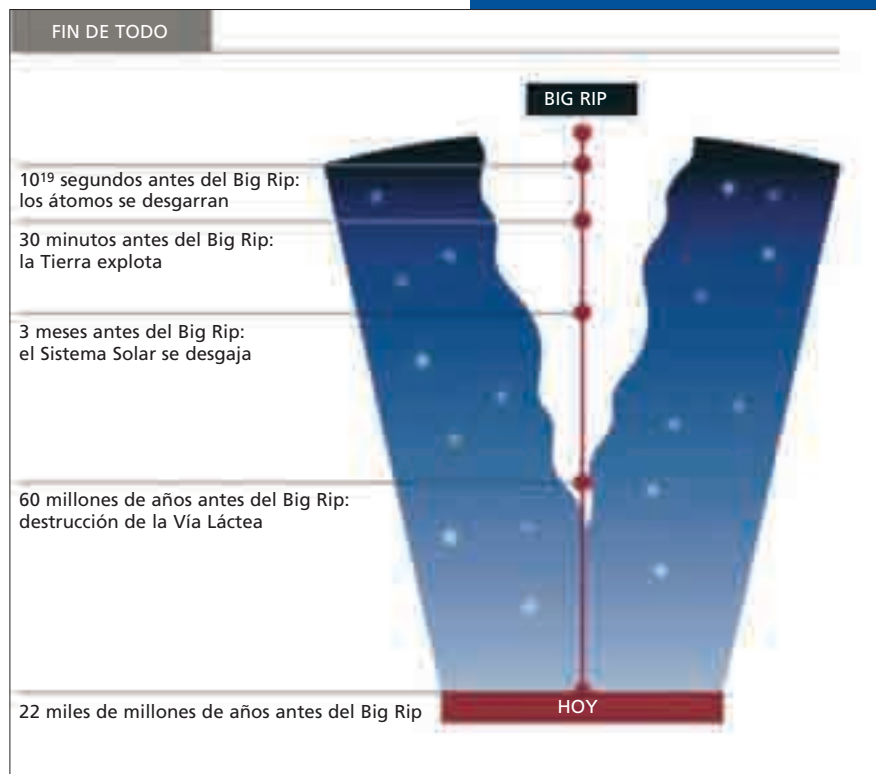 FIN DE TODO
BIG RIP
10¹⁹ segundos antes del Big Rip:
los átomos se desgarran
30 minutos antes del Big Rip:
la Tierra explota
3 meses antes del Big Rip:
el Sistema Solar se desgaja
60 millones de años antes del Big Rip:
destrucción de la Vía Láctea
22 miles de millones de años antes del Big Rip
HOY